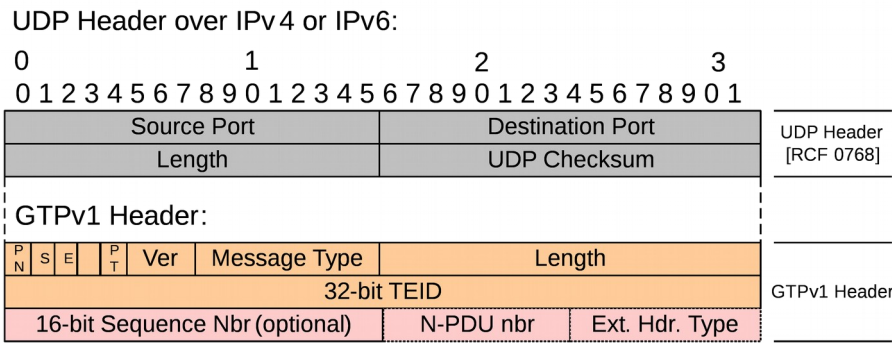 UDP Header over IPv4 or IPv6:
0 1 2 3
0 1 2 3 4 5 6 7 8 9 0 1 2 3 4 5 6 7 8 9 0 1 2 3 4 5 6 7 8 9 0 1
Source Port Destination Port
Length UDP Checksum
UDP Header
[RCF 0768]
GTPv1 Header:
PN S E PT Ver Message Type Length
32-bit TEID
GTPv1 Header
16-bit Sequence Nbr (optional) N-PDU nbr Ext. Hdr. Type